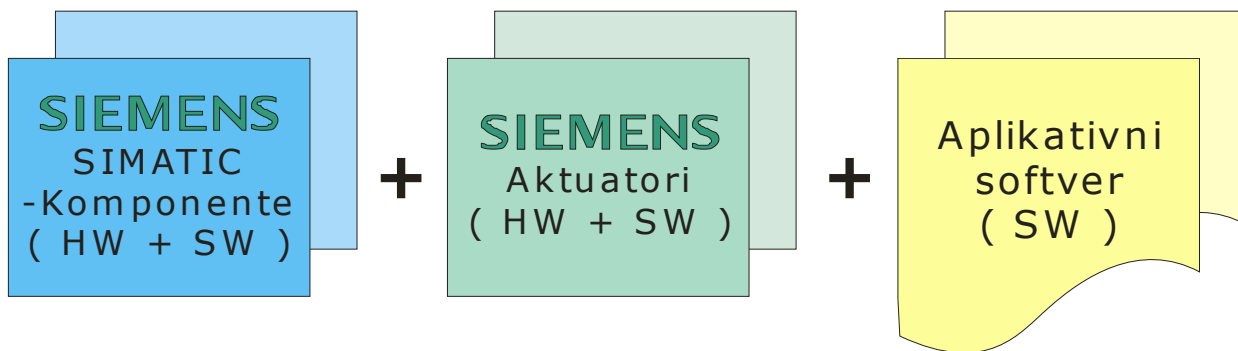 SIEMENS
SIMATIC
-Komponente
( HW + SW )
+
SIEMENS
Aktuatori
( HW + SW )
+
Aplikativni
softver
( SW )